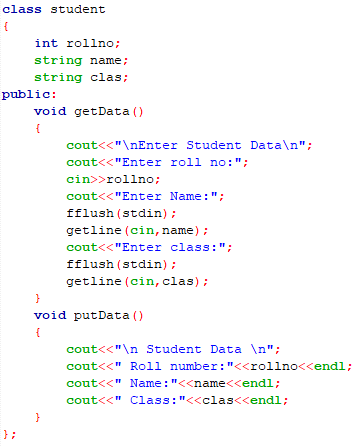 class student
{
    int rollno;
    string name;
    string clas;
public:
    void getData()
    {
        cout<<"\nEnter Student Data\n";
        cout<<"Enter roll no:";
        cin>>rollno;
        cout<<"Enter Name:";
        fflush(stdin);
        getline(cin,name);
        cout<<"Enter class:";
        fflush(stdin);
        getline(cin,clas);
    }
    void putData()
    {
        cout<<"\n Student Data \n";
        cout<<" Roll number:"<<rollno<<endl;
        cout<<" Name:"<<name<<endl;
        cout<<" Class:"<<clas<<endl;
    }
};